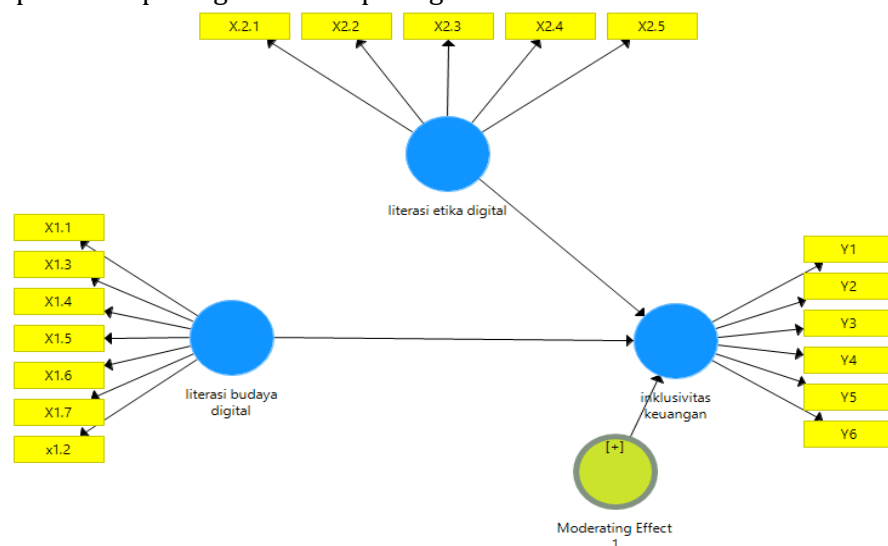 X.2.1
X2.2
X2.3
X2.4
X2.5
literasi etika digital
X1.1
X1.3
X1.4
X1.5
X1.6
X1.7
x1.2
literasi budaya
digital
Y1
Y2
Y3
Y4
Y5
Y6
inklusivitas
keuangan
[+]
Moderating Effect
1